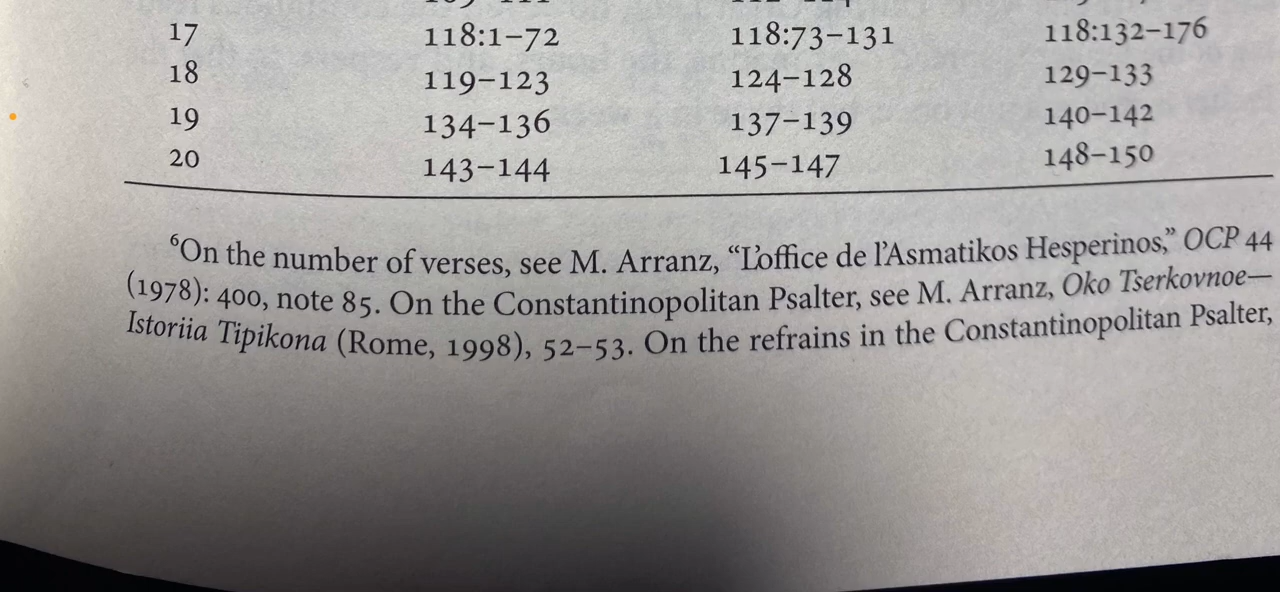 17 118:1–72 118:73–131 118:132–176
18 119–123 124–128 129–133
19 134–136 137–139 140–142
20 143–144 145–147 148–150
⁶On the number of verses, see M. Arranz, “L’office de l’Asmatikos Hesperinos,” OCP 44
(1978): 400, note 85. On the Constantinopolitan Psalter, see M. Arranz, Oko Tserkovnoe—
Istoriia Tipikona (Rome, 1998), 52–53. On the refrains in the Constantinopolitan Psalter,